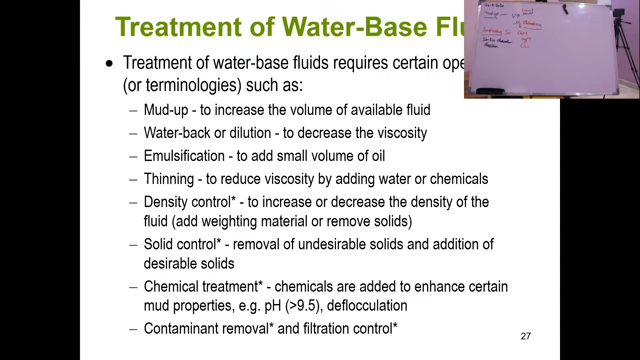 Treatment of Water-Base Flu
• Treatment of water-base fluids requires certain ope
(or terminologies) such as:
– Mud-up - to increase the volume of available fluid
– Water-back or dilution - to decrease the viscosity
– Emulsification - to add small volume of oil
– Thinning - to reduce viscosity by adding water or chemicals
– Density control* - to increase or decrease the density of the
fluid (add weighting material or remove solids)
– Solid control* - removal of undesirable solids and addition of
desirable solids
– Chemical treatment* - chemicals are added to enhance certain
mud properties, e.g. pH (>9.5), deflocculation
– Contaminant removal* and filtration control*
27